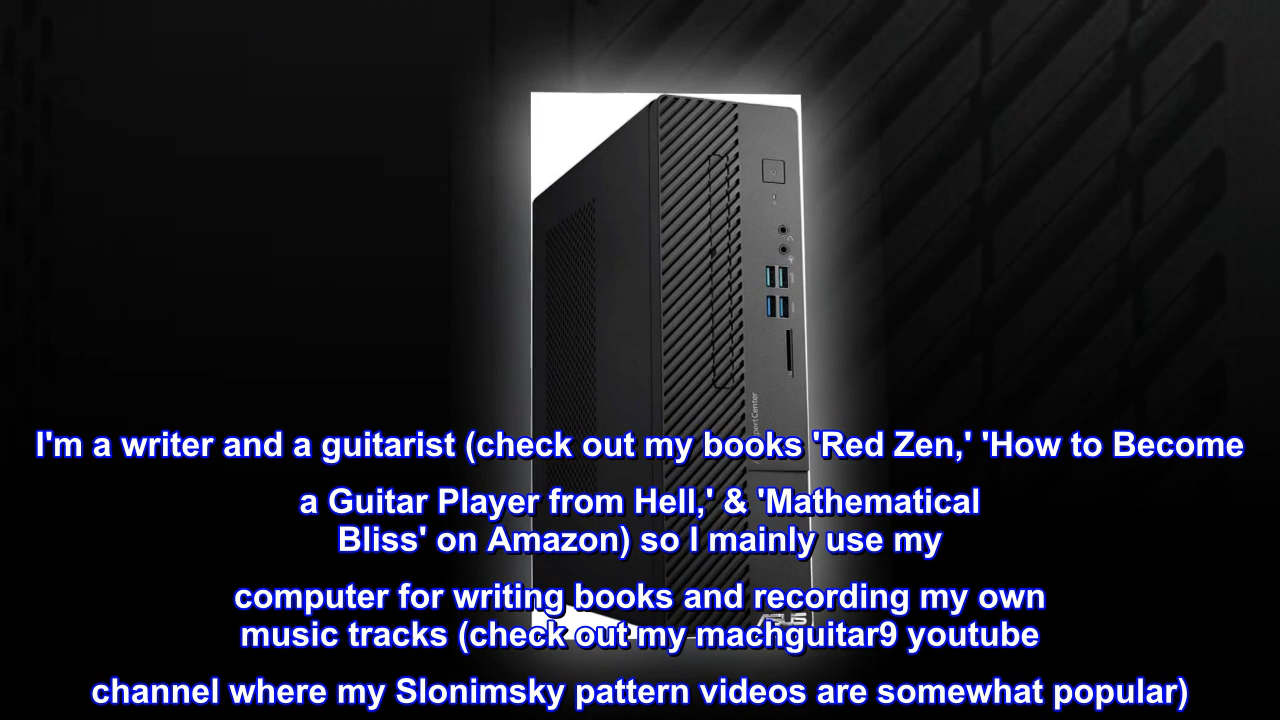 I'm a writer and a guitarist (check out my books 'Red Zen,' 'How to Become
a Guitar Player from Hell,' & 'Mathematical
Bliss' on Amazon) so I mainly use my
computer for writing books and recording my own
music tracks (check out my machguitar9 youtube
channel where my Slonimsky pattern videos are somewhat popular)
ASUS